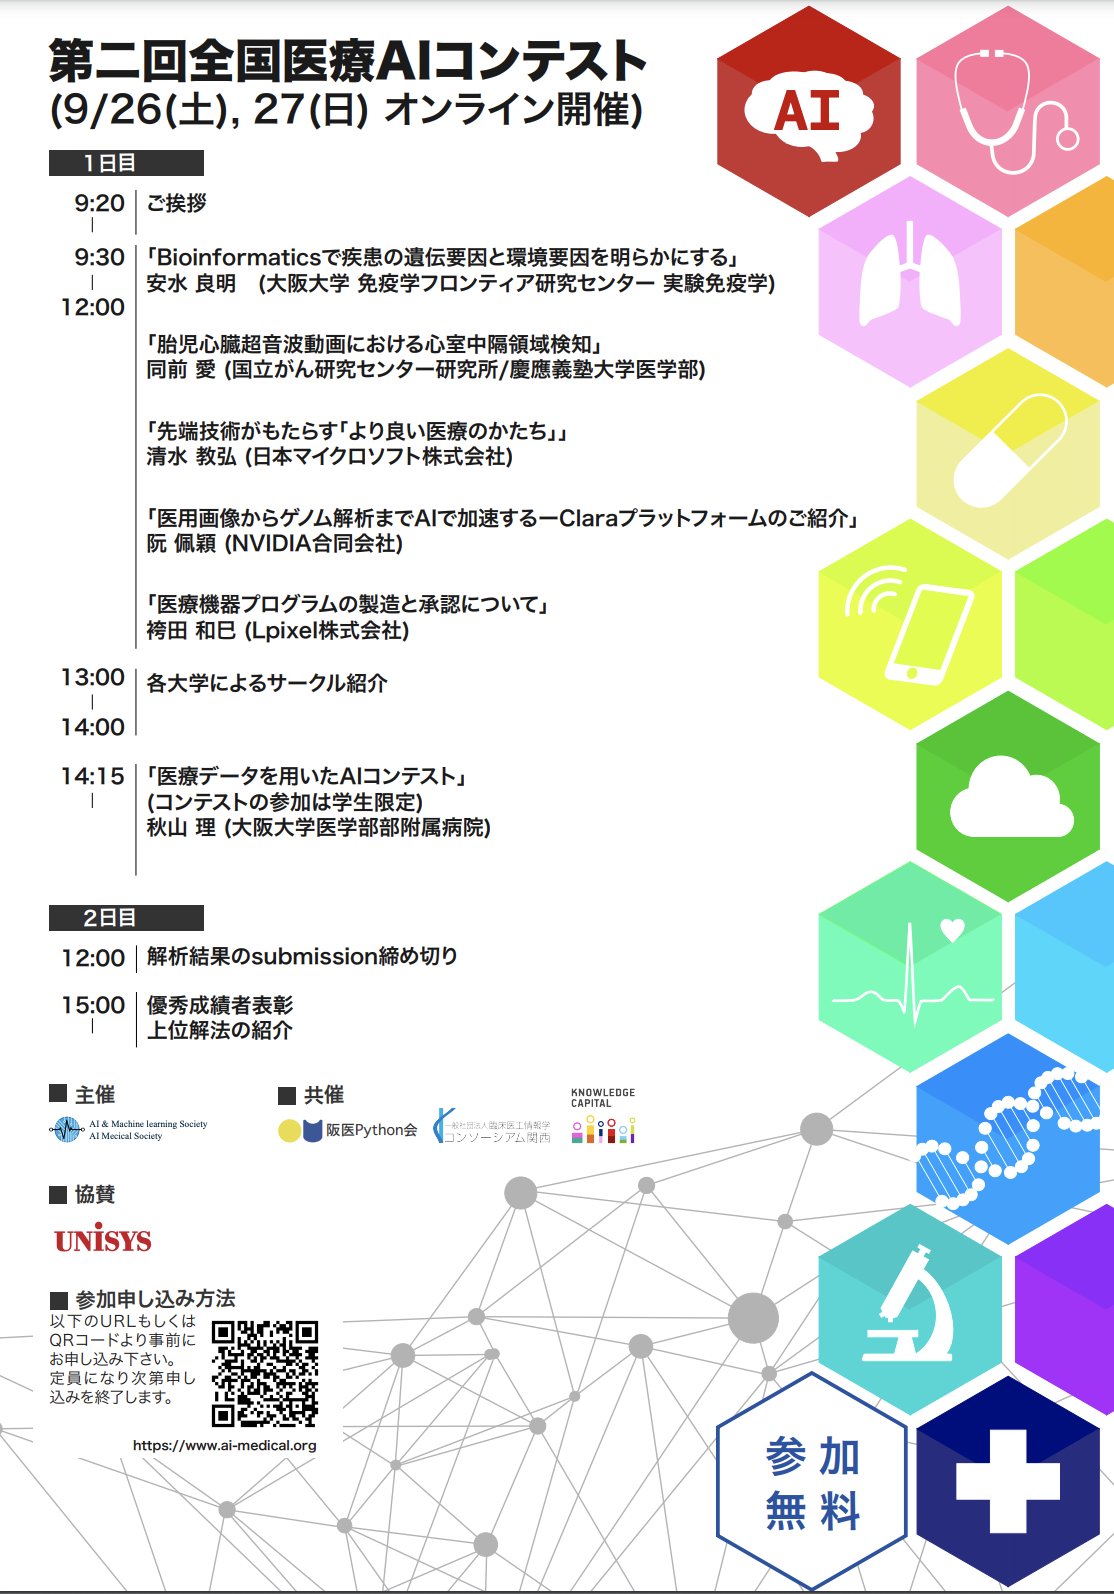 第二回全国医療AIコンテスト
(9/26(土), 27(日) オンライン開催)
AI
1日目
9:20
ご挨拶
9:30
12:00
「Bioinformaticsで疾患の遺伝要因と環境要因を明らかにする」
安水 良明 (大阪大学 免疫学フロンティア研究センター 実験免疫学)
「胎児心臓超音波動画における心室中隔領域検知」
同前 愛 (国立がん研究センター研究所/慶應義塾大学医学部)
「先端技術がもたらす「より良い医療のかたち」」
清水 教弘 (日本マイクロソフト株式会社)
「医用画像からゲノム解析までAIで加速するーClaraプラットフォームのご紹介」
阮 佩穎 (NVIDIA合同会社)
「医療機器プログラムの製造と承認について」
袴田 和巳 (Lpixel株式会社)
13:00
14:00
各大学によるサークル紹介
14:15
「医療データを用いたAIコンテスト」
(コンテストの参加は学生限定)
秋山 理 (大阪大学医学部部附属病院)
2日目
12:00
解析結果のsubmission締め切り
15:00
優秀成績者表彰
上位解法の紹介
主催
AI & Machine learning Society
AI Mecical Society
共催
阪医Python会
一般社団法人臨床医工情報学
コンソーシアム関西
KNOWLEDGE
CAPITAL
協賛
UNiSYS
参加申し込み方法
以下のURLもしくは
QRコードより事前に
お申し込み下さい。
定員になり次第申し
込みを終了します。
https://www.ai-medical.org
参加
無料